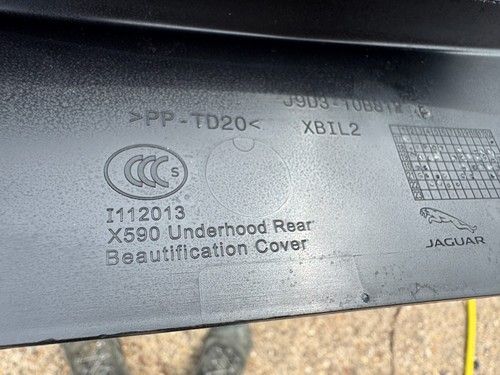 >PP-TD20<
XBIL2
CCC S
I112013
X590 Underhood Rear
Beautification Cover
JAGUAR